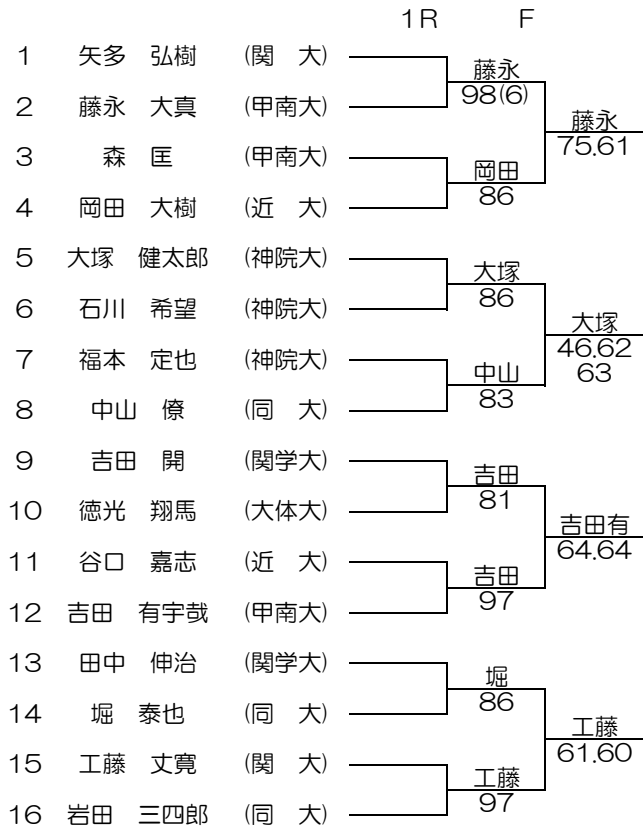 1R F
1 矢多 弘樹 (関 大)
藤永
98(6)
2 藤永 大真 (甲南大)
藤永
75.61
3 森 匡 (甲南大)
岡田
86
4 岡田 大樹 (近 大)
5 大塚 健太郎 (神院大)
大塚
86
6 石川 希望 (神院大)
大塚
46.62
63
7 福本 定也 (神院大)
中山
83
8 中山 僚 (同 大)
9 吉田 開 (関学大)
吉田
81
10 徳光 翔馬 (大体大)
吉田有
64.64
11 谷口 嘉志 (近 大)
吉田
97
12 吉田 有宇哉 (甲南大)
13 田中 伸治 (関学大)
堀
86
14 堀 泰也 (同 大)
工藤
61.60
15 工藤 丈寛 (関 大)
工藤
97
16 岩田 三四郎 (同 大)